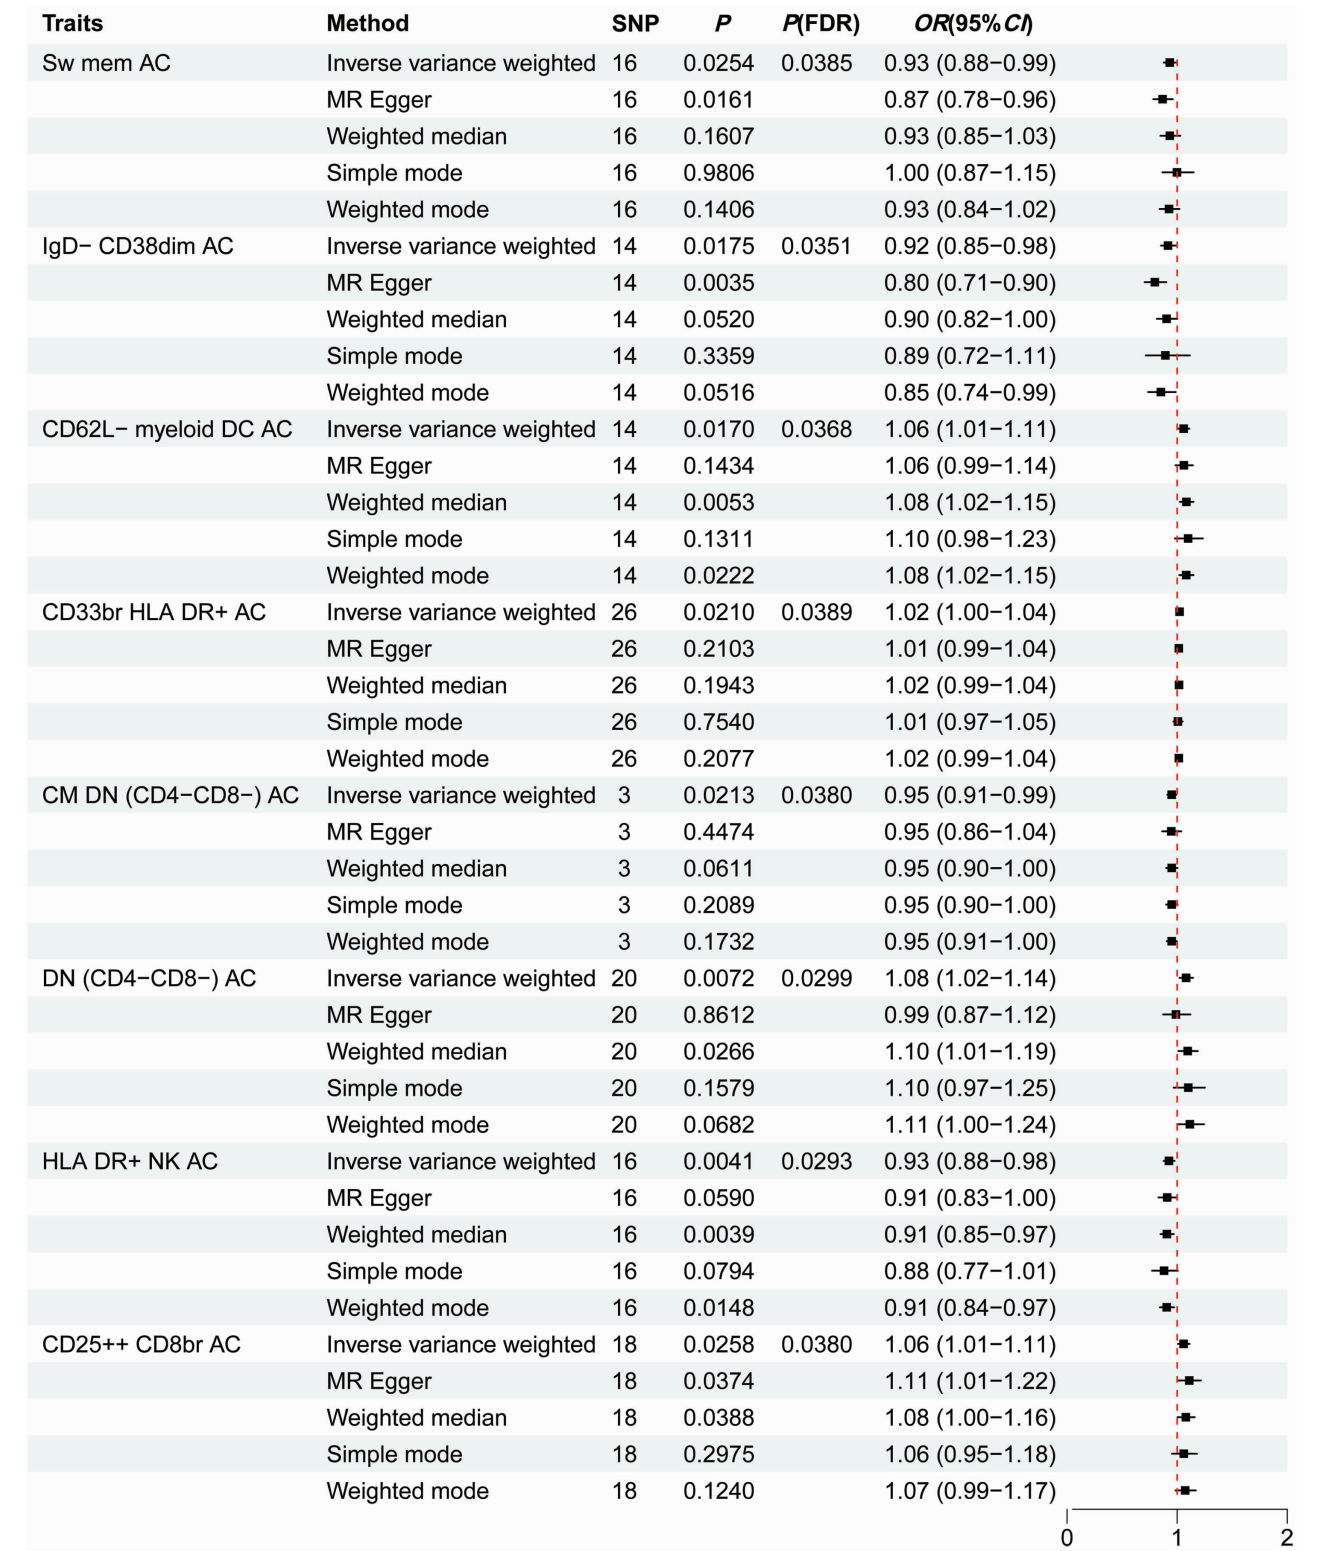 Traits Method SNP P P(FDR) OR(95%CI)
Sw mem AC Inverse variance weighted 16 0.0254 0.0385 0.93 (0.88−0.99)
MR Egger 16 0.0161 0.87 (0.78−0.96)
Weighted median 16 0.1607 0.93 (0.85−1.03)
Simple mode 16 0.9806 1.00 (0.87−1.15)
Weighted mode 16 0.1406 0.93 (0.84−1.02)
IgD− CD38dim AC Inverse variance weighted 14 0.0175 0.0351 0.92 (0.85−0.98)
MR Egger 14 0.0035 0.80 (0.71−0.90)
Weighted median 14 0.0520 0.90 (0.82−1.00)
Simple mode 14 0.3359 0.89 (0.72−1.11)
Weighted mode 14 0.0516 0.85 (0.74−0.99)
CD62L− myeloid DC AC Inverse variance weighted 14 0.0170 0.0368 1.06 (1.01−1.11)
MR Egger 14 0.1434 1.06 (0.99−1.14)
Weighted median 14 0.0053 1.08 (1.02−1.15)
Simple mode 14 0.1311 1.10 (0.98−1.23)
Weighted mode 14 0.0222 1.08 (1.02−1.15)
CD33br HLA DR+ AC Inverse variance weighted 26 0.0210 0.0389 1.02 (1.00−1.04)
MR Egger 26 0.2103 1.01 (0.99−1.04)
Weighted median 26 0.1943 1.02 (0.99−1.04)
Simple mode 26 0.7540 1.01 (0.97−1.05)
Weighted mode 26 0.2077 1.02 (0.99−1.04)
CM DN (CD4−CD8−) AC Inverse variance weighted 3 0.0213 0.0380 0.95 (0.91−0.99)
MR Egger 3 0.4474 0.95 (0.86−1.04)
Weighted median 3 0.0611 0.95 (0.90−1.00)
Simple mode 3 0.2089 0.95 (0.90−1.00)
Weighted mode 3 0.1732 0.95 (0.91−1.00)
DN (CD4−CD8−) AC Inverse variance weighted 20 0.0072 0.0299 1.08 (1.02−1.14)
MR Egger 20 0.8612 0.99 (0.87−1.12)
Weighted median 20 0.0266 1.10 (1.01−1.19)
Simple mode 20 0.1579 1.10 (0.97−1.25)
Weighted mode 20 0.0682 1.11 (1.00−1.24)
HLA DR+ NK AC Inverse variance weighted 16 0.0041 0.0293 0.93 (0.88−0.98)
MR Egger 16 0.0590 0.91 (0.83−1.00)
Weighted median 16 0.0039 0.91 (0.85−0.97)
Simple mode 16 0.0794 0.88 (0.77−1.01)
Weighted mode 16 0.0148 0.91 (0.84−0.97)
CD25++ CD8br AC Inverse variance weighted 18 0.0258 0.0380 1.06 (1.01−1.11)
MR Egger 18 0.0374 1.11 (1.01−1.22)
Weighted median 18 0.0388 1.08 (1.00−1.16)
Simple mode 18 0.2975 1.06 (0.95−1.18)
Weighted mode 18 0.1240 1.07 (0.99−1.17)
0 1 2